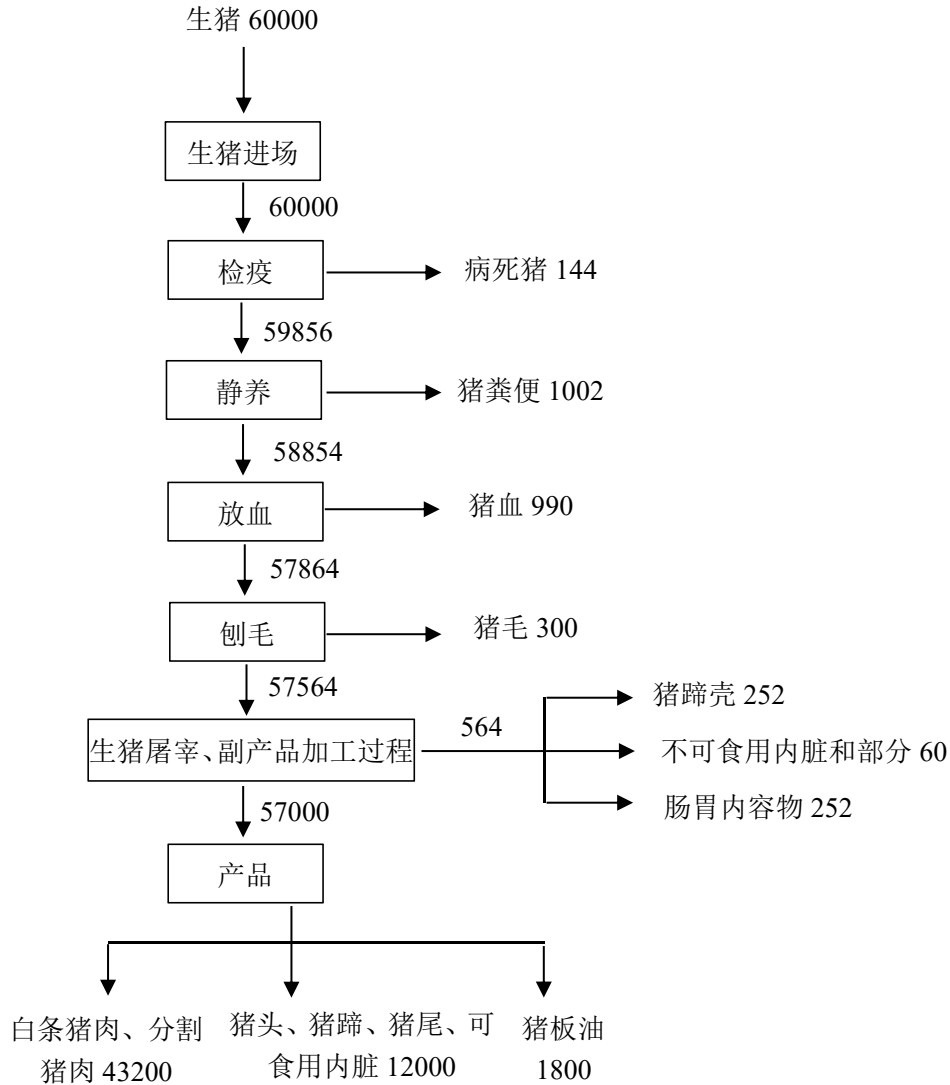 生猪 60000
生猪进场
60000
检疫
病死猪 144
59856
静养
猪粪便 1002
58854
放血
猪血 990
57864
刨毛
猪毛 300
57564
猪蹄壳 252
564
生猪屠宰、副产品加工过程
不可食用内脏和部分 60
57000
肠胃内容物 252
产品
白条猪肉、分割
猪肉 43200
猪头、猪蹄、猪尾、可
食用内脏 12000
猪板油
1800